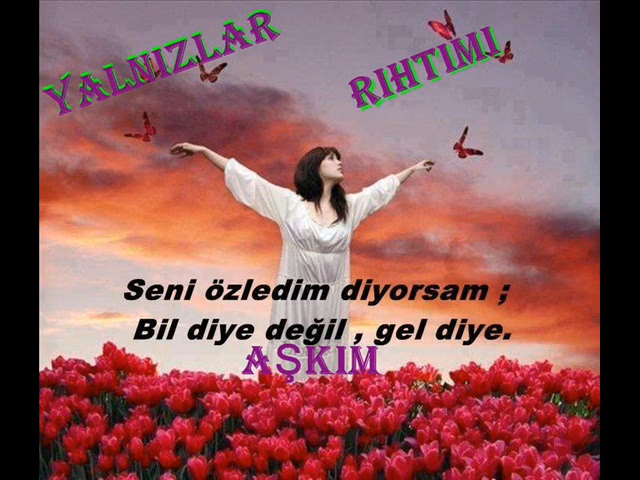 YALNIZLAR RIHTIMI
Seni özledim diyorsam ;
Bil diye değil , gel diye.
AŞKIM